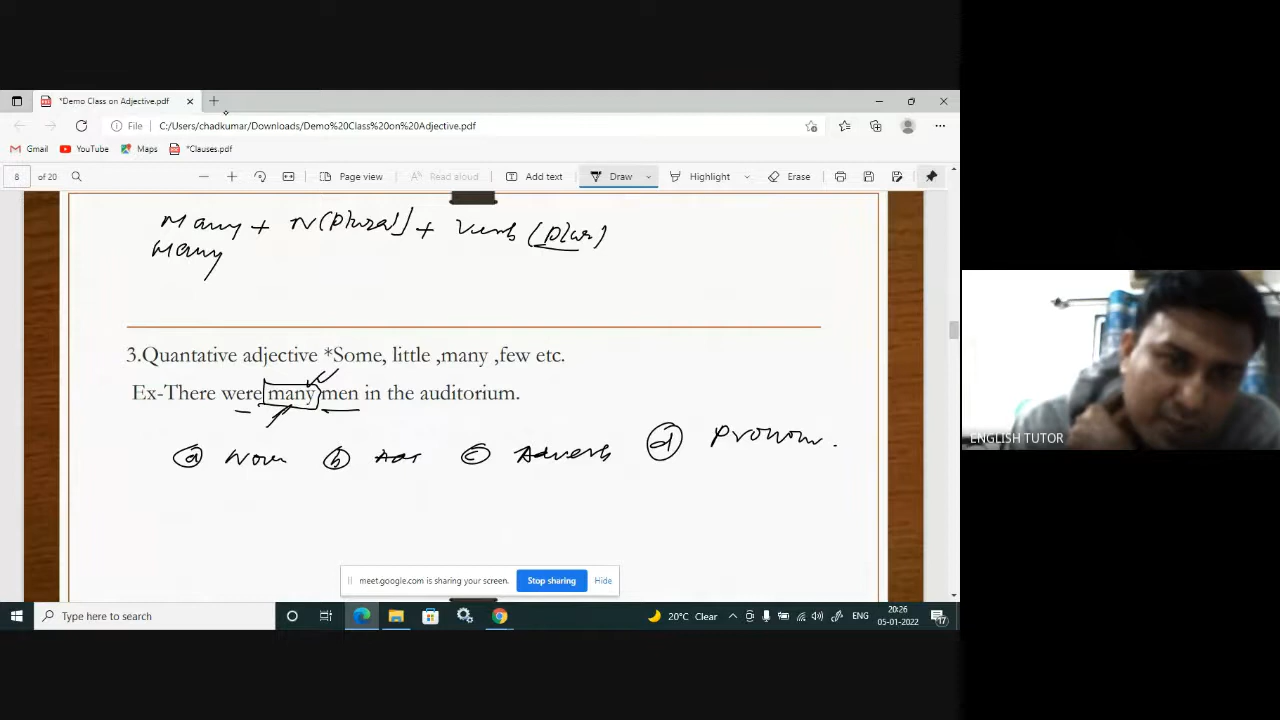 *Demo Class on Adjective.pdf
File C:/Users/chadkumar/Downloads/Demo%20Class%20on%20Adjective.pdf
Gmail YouTube Maps *Clauses.pdf
8 of 20 Page view Read aloud Add text Draw Highlight Erase
Many + N(Plural) + Verb (plur)
Many
3.Quantative adjective *Some, little ,many ,few etc.
Ex-There were many men in the auditorium.
a Noun b c Adverb d Pronoun.
ENGLISH TUTOR
meet.google.com is sharing your screen. Stop sharing Hide
Type here to search 20°C Clear ENG 20:26
05-01-2022 17